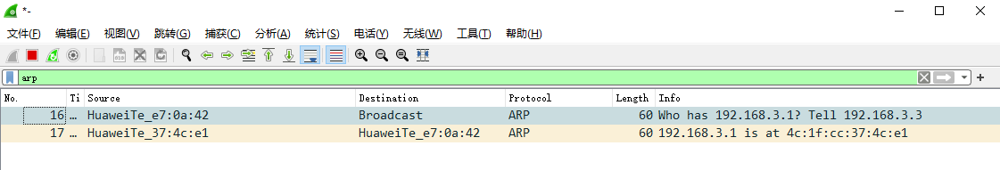 *-
文件(F) 编辑(E) 视图(V) 跳转(G) 捕获(C) 分析(A) 统计(S) 电话(Y) 无线(W) 工具(T) 帮助(H)
arp
No. Ti Source Destination Protocol Length Info
16 … HuaweiTe_e7:0a:42 Broadcast ARP 60 Who has 192.168.3.1? Tell 192.168.3.3
17 … HuaweiTe_37:4c:e1 HuaweiTe_e7:0a:42 ARP 60 192.168.3.1 is at 4c:1f:cc:37:4c:e1